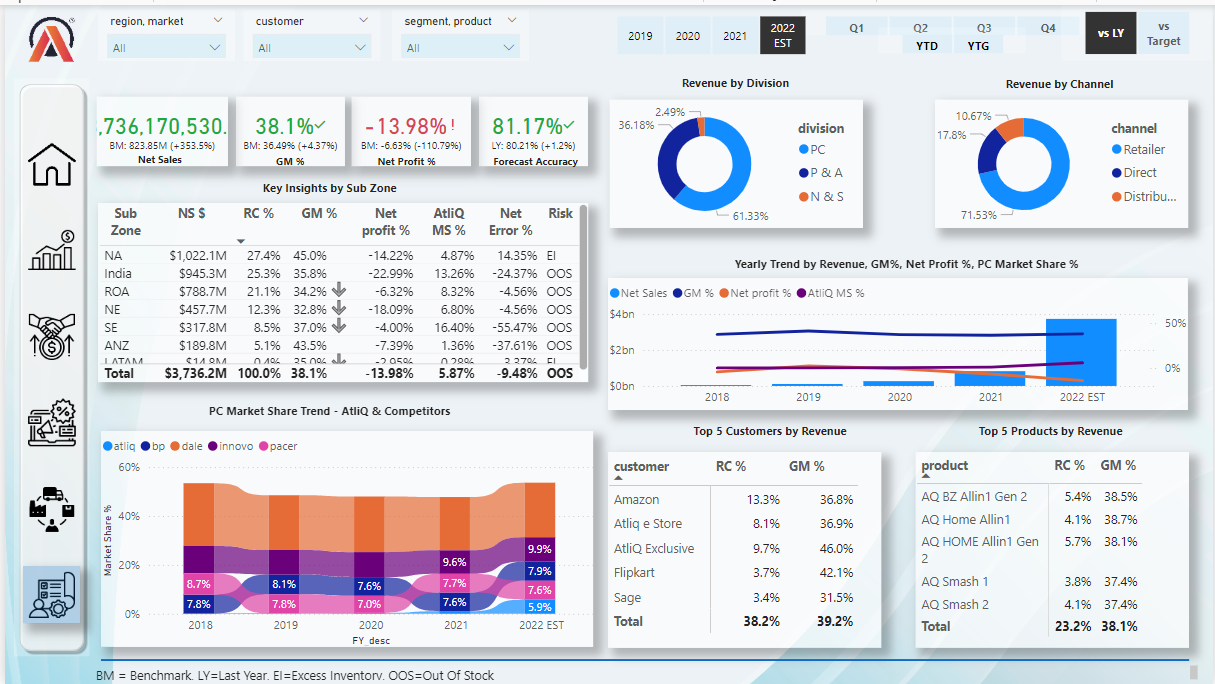 region, market
customer
segment, product
All
All
All
2019
2020
2021
2022
EST
Q1
Q2
Q3
Q4
YTD
YTG
vs LY
vs
Target
,736,170,530.
BM: 823.85M (+353.5%)
Net Sales
38.1%✓
BM: 36.49% (+4.37%)
GM %
-13.98%!
BM: -6.63% (-110.79%)
Net Profit %
81.17%✓
LY: 80.21% (+1.2%)
Forecast Accuracy
Revenue by Division
2.49%
36.18%
61.33%
division
PC
P & A
N & S
Revenue by Channel
10.67%
17.8%
71.53%
channel
Retailer
Direct
Distribu...
Key Insights by Sub Zone
Sub Zone NS $ RC % GM % Net profit % AtliQ MS % Net Error % Risk
NA $1,022.1M 27.4% 45.0% -14.22% 4.87% 14.35% EI
India $945.3M 25.3% 35.8% -22.99% 13.26% -24.37% OOS
ROA $788.7M 21.1% 34.2% -6.32% 8.32% -4.56% OOS
NE $457.7M 12.3% 32.8% -18.09% 6.80% -4.56% OOS
SE $317.8M 8.5% 37.0% -4.00% 16.40% -55.47% OOS
ANZ $189.8M 5.1% 43.5% -7.39% 1.36% -37.61% OOS
LATAM $14.8M 0.4% 35.0% -2.95% 0.28% 3.37% EI
Total $3,736.2M 100.0% 38.1% -13.98% 5.87% -9.48% OOS
Yearly Trend by Revenue, GM%, Net Profit %, PC Market Share %
Net Sales GM % Net profit % AtliQ MS %
$4bn
$2bn
$0bn
50%
0%
2018 2019 2020 2021 2022 EST
PC Market Share Trend - AtliQ & Competitors
atliq bp dale innovo pacer
Market Share %
60%
40%
20%
0%
8.7%
7.8%
8.1%
7.8%
7.6%
7.0%
9.6%
7.7%
7.6%
9.9%
7.9%
7.6%
5.9%
2018 2019 2020 2021 2022 EST
FY_desc
Top 5 Customers by Revenue
customer RC % GM %
Amazon 13.3% 36.8%
Atliq e Store 8.1% 36.9%
AtliQ Exclusive 9.7% 46.0%
Flipkart 3.7% 42.1%
Sage 3.4% 31.5%
Total 38.2% 39.2%
Top 5 Products by Revenue
product RC % GM %
AQ BZ Allin1 Gen 2 5.4% 38.5%
AQ Home Allin1 4.1% 38.7%
AQ HOME Allin1 Gen 5.7% 38.1%
2
AQ Smash 1 3.8% 37.4%
AQ Smash 2 4.1% 37.4%
Total 23.2% 38.1%
BM = Benchmark, LY=Last Year, EI=Excess Inventory, OOS=Out Of Stock